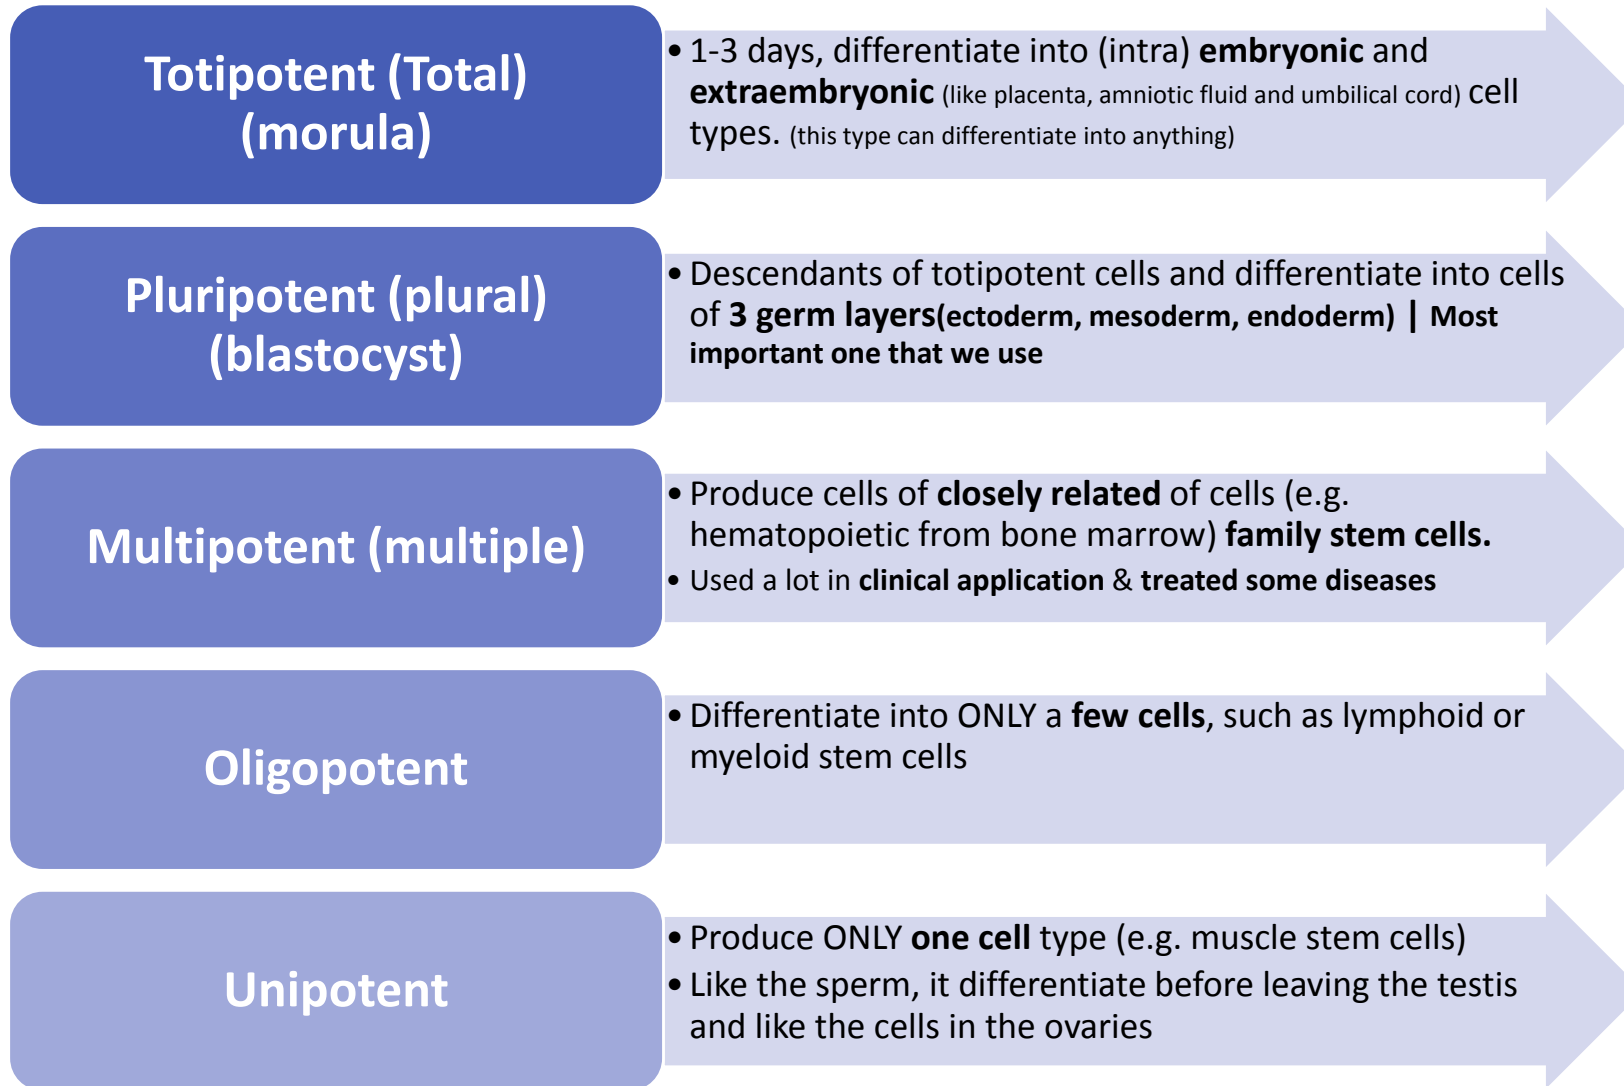 Totipotent (Total)
(morula)
• 1-3 days, differentiate into (intra) embryonic and
extraembryonic (like placenta, amniotic fluid and umbilical cord) cell
types. (this type can differentiate into anything)
Pluripotent (plural)
(blastocyst)
• Descendants of totipotent cells and differentiate into cells
of 3 germ layers(ectoderm, mesoderm, endoderm) | Most
important one that we use
Multipotent (multiple)
• Produce cells of closely related of cells (e.g.
hematopoietic from bone marrow) family stem cells.
• Used a lot in clinical application & treated some diseases
Oligopotent
• Differentiate into ONLY a few cells, such as lymphoid or
myeloid stem cells
Unipotent
• Produce ONLY one cell type (e.g. muscle stem cells)
• Like the sperm, it differentiate before leaving the testis
and like the cells in the ovaries